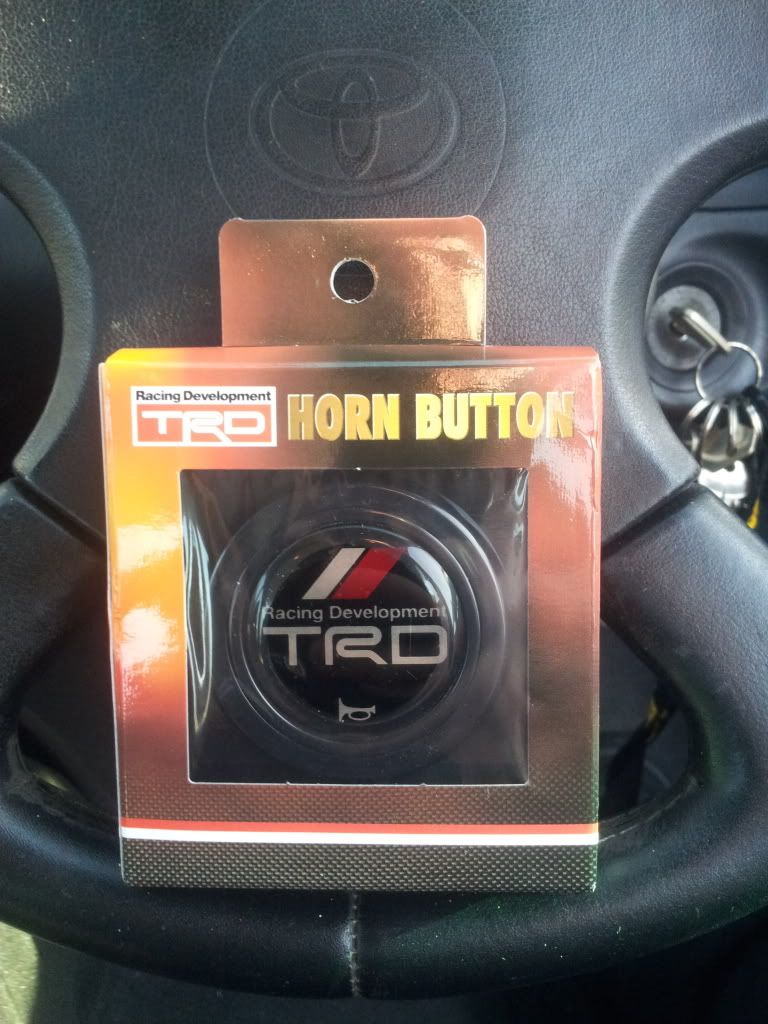 Racing Development
TRD
HORN BUTTON
Racing Development
TRD